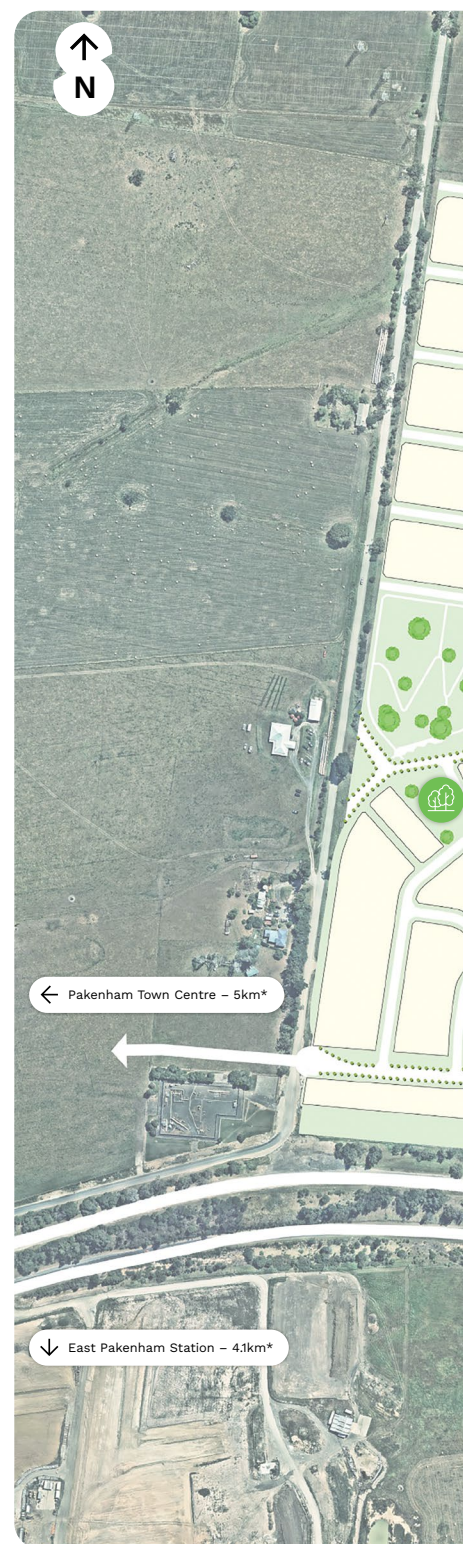 N
Pakenham Town Centre – 5km*
East Pakenham Station – 4.1km*